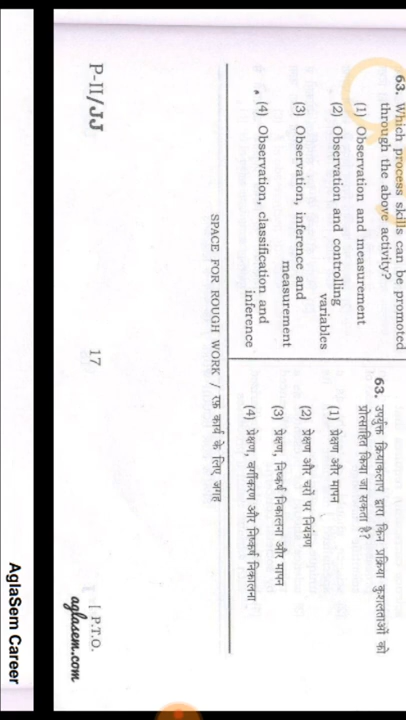 63. Which process skills can be promoted
through the above activity?
(1) Observation and measurement
(2) Observation and controlling
variables
(3) Observation, inference and
measurement
(4) Observation, classification and
inference
63. उपर्युक्त क्रियाकलाप द्वारा किन प्रक्रिया कुशलताओं को
प्रोत्साहित किया जा सकता है?
(1) प्रेक्षण और मापन
(2) प्रेक्षण और चरों पर नियंत्रण
(3) प्रेक्षण, निष्कर्ष निकालना और मापन
(4) प्रेक्षण, वर्गीकरण और निष्कर्ष निकालना
SPACE FOR ROUGH WORK / रफ़ कार्य के लिए जगह
P-II/JJ
17
[ P.T.O.
aglasem.com
AglaSem Career